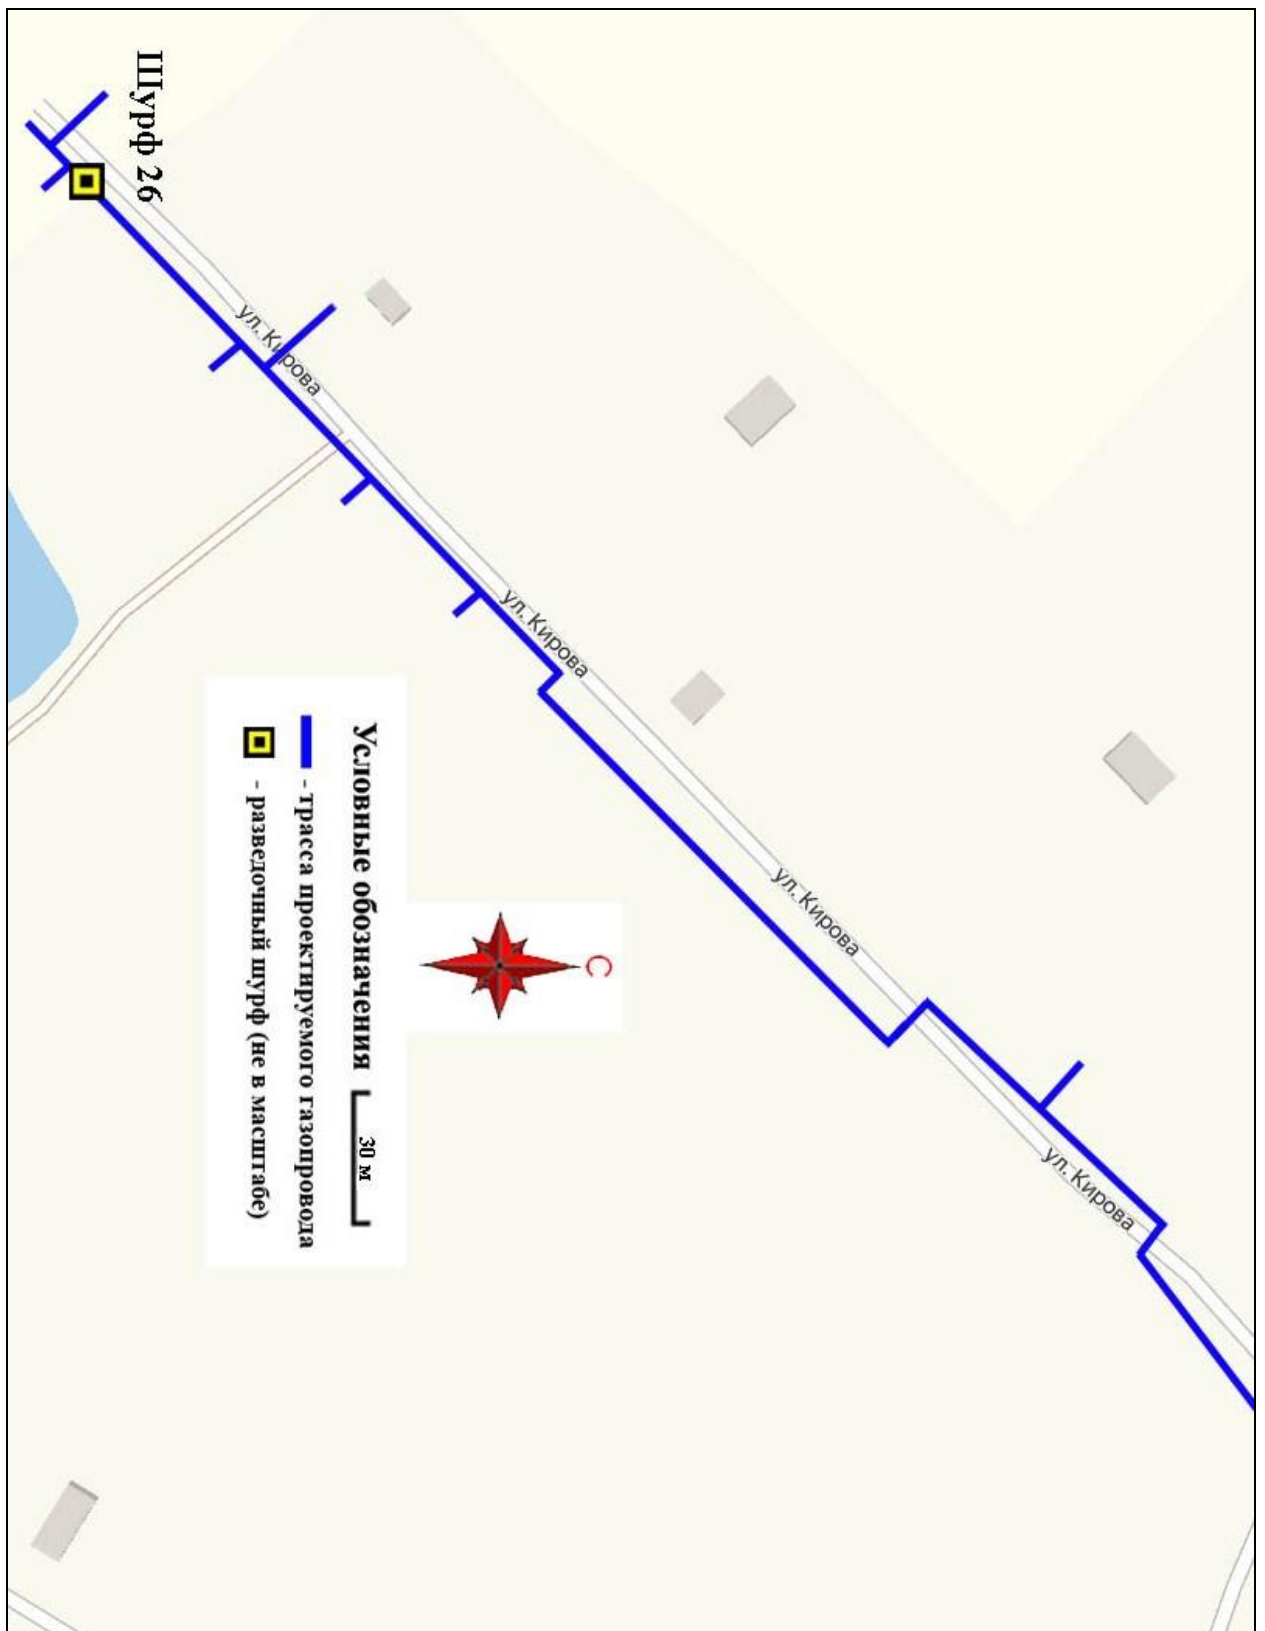 Шурф 26
ул. Кирова
ул. Кирова
ул. Кирова
ул. Кирова
С
Условные обозначения
30 м
- трасса проектируемого газопровода
- разведочный шурф (не в масштабе)